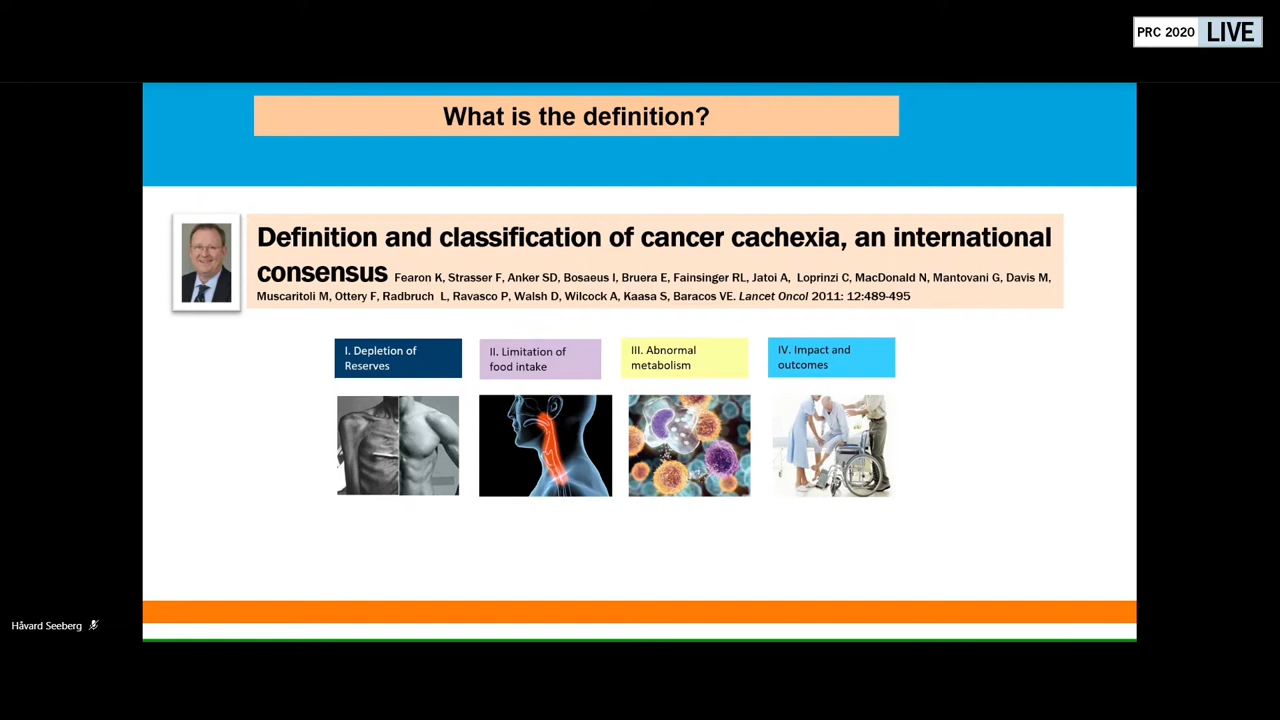 PRC 2020 LIVE
What is the definition?
Definition and classification of cancer cachexia, an international
consensus Fearon K, Strasser F, Anker SD, Bosaeus I, Bruera E, Fainsinger RL, Jatoi A, Loprinzi C, MacDonald N, Mantovani G, Davis M,
Muscaritoli M, Ottery F, Radbruch L, Ravasco P, Walsh D, Wilcock A, Kaasa S, Baracos VE. Lancet Oncol 2011: 12:489-495
I. Depletion of
Reserves
II. Limitation of
food intake
III. Abnormal
metabolism
IV. Impact and
outcomes
Håvard Seeberg